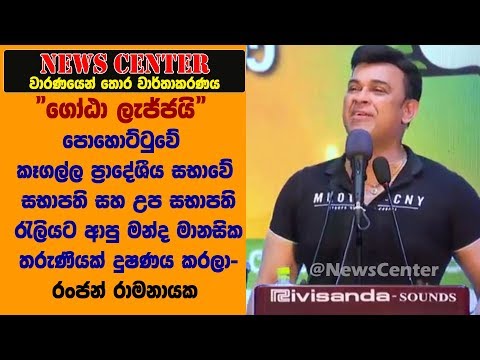 NEWS CENTER
වාරණයෙන් තොර වාර්තාකරණය
"ගෝඨා ලැජ්ජයි"
පොහොට්ටුවේ
කෑගල්ල ප්‍රාදේශීය සභාවේ
සභාපති සහ උප සභාපති
රැලියට ආපු මන්ද මානසික
තරුණියක් දූෂණය කරලා-
රංජන් රාමනායක
@NewsCenter
Rivisanda - SOUNDS